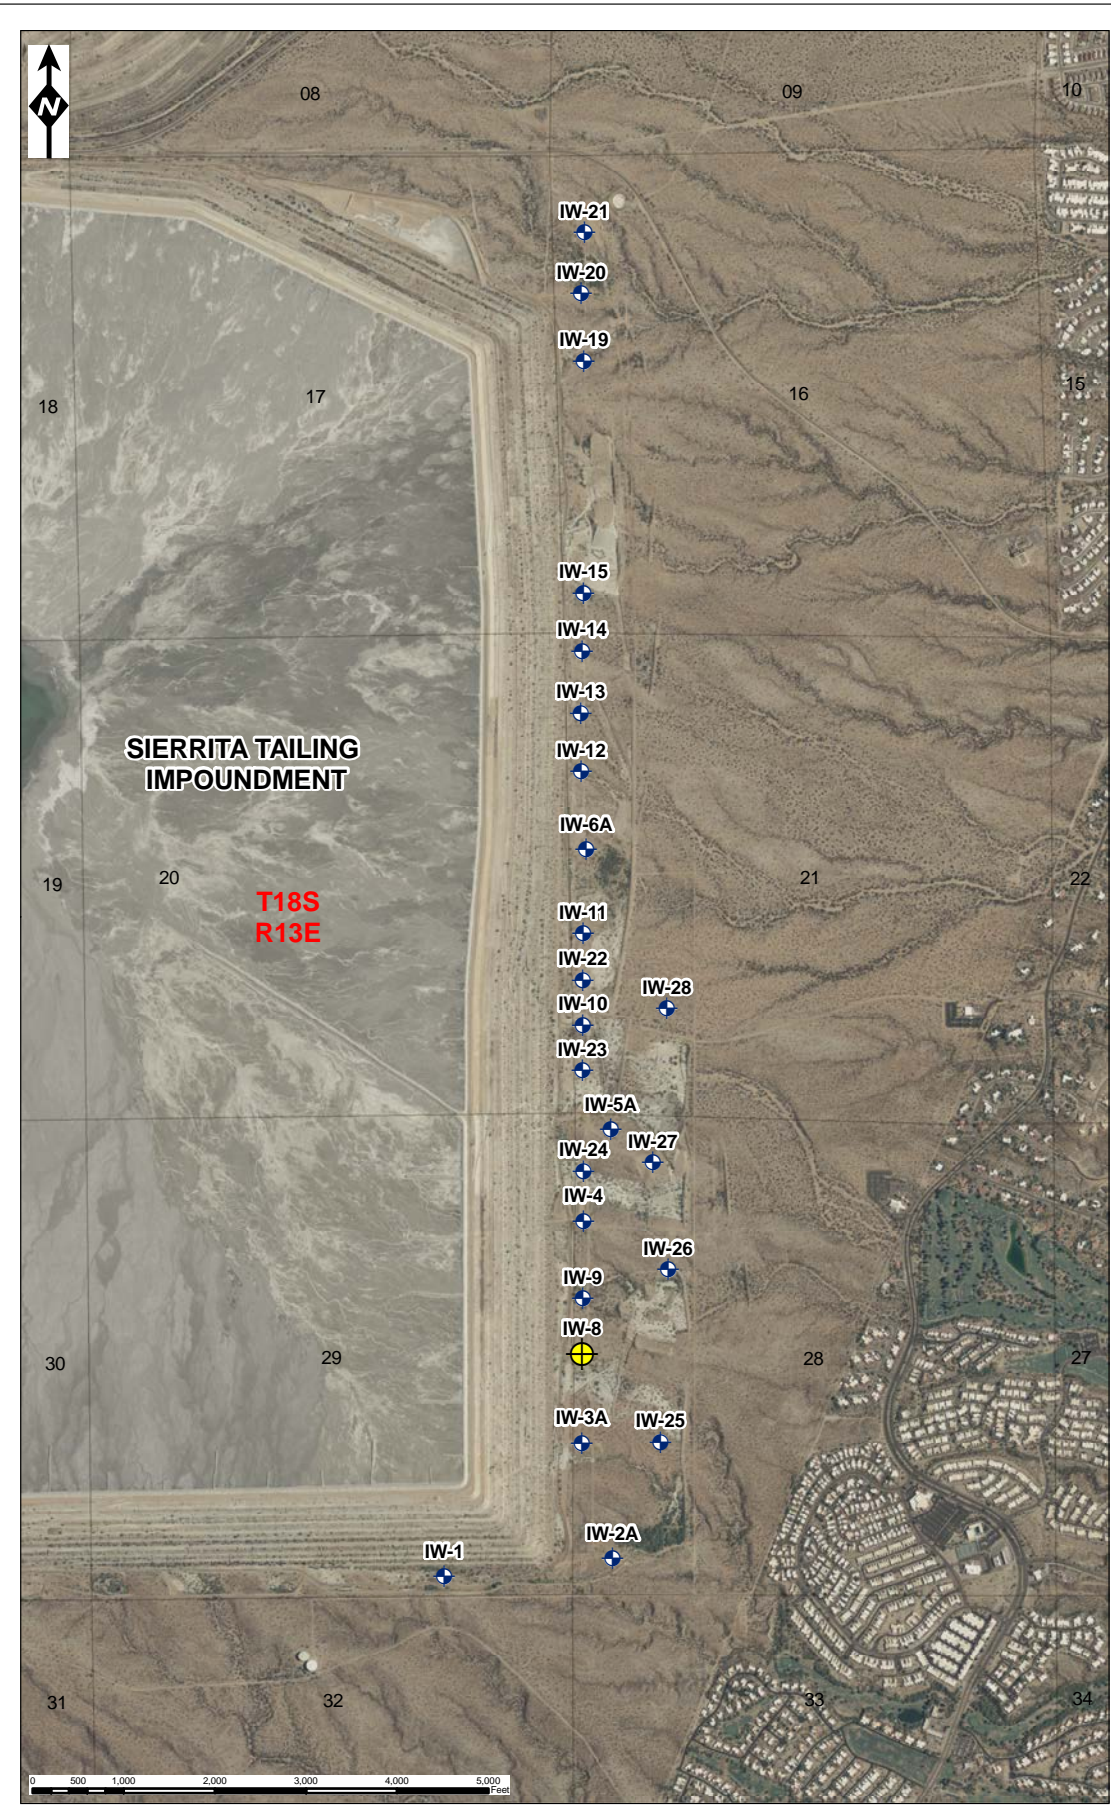 N
08
09
10
IW-21
IW-20
IW-19
18
17
16
15
IW-15
IW-14
IW-13
SIERRITA TAILING
IMPOUNDMENT
IW-12
IW-6A
19
20
21
22
T18S
R13E
IW-11
IW-22
IW-28
IW-10
IW-23
IW-5A
IW-27
IW-24
IW-4
IW-26
IW-9
IW-8
30
29
28
27
IW-3A
IW-25
IW-2A
IW-1
31
32
33
34
0 500 1,000 2,000 3,000 4,000 5,000
Feet